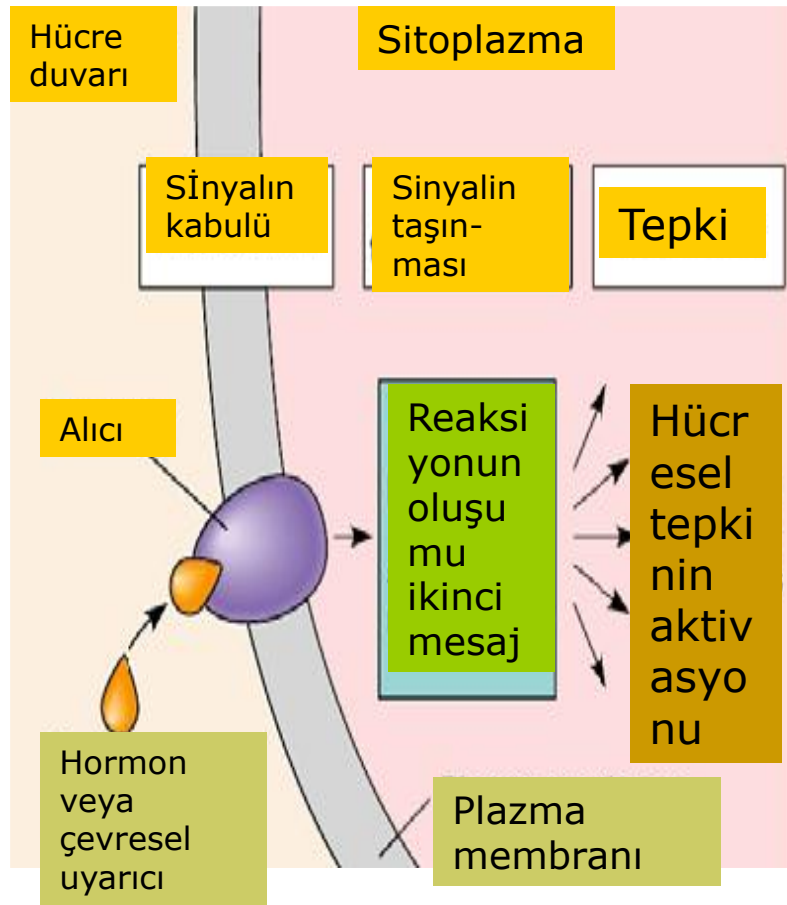 Hücre
duvarı
Sitoplazma
Sİnyalın
kabulü
Sinyalin
taşın-
ması
Tepki
Alıcı
Reaksi
yonun
oluşu
mu
ikinci
mesaj
Hücr
esel
tepki
nin
aktiv
asyo
nu
Hormon
veya
çevresel
uyarıcı
Plazma
membranı